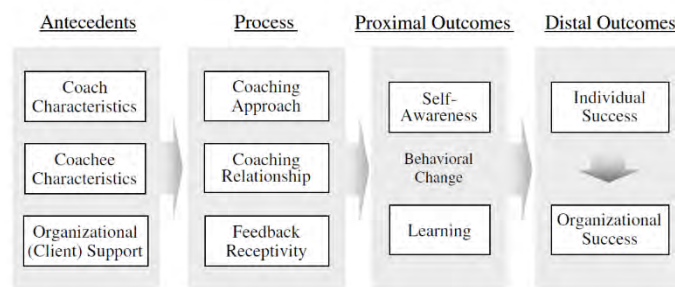 Antecedents
Process
Proximal Outcomes
Distal Outcomes
Coach
Characteristics
Coachee
Characteristics
Organizational
(Client) Support
Coaching
Approach
Coaching
Relationship
Feedback
Receptivity
Self-
Awareness
Behavioral
Change
Learning
Individual
Success
Organizational
Success